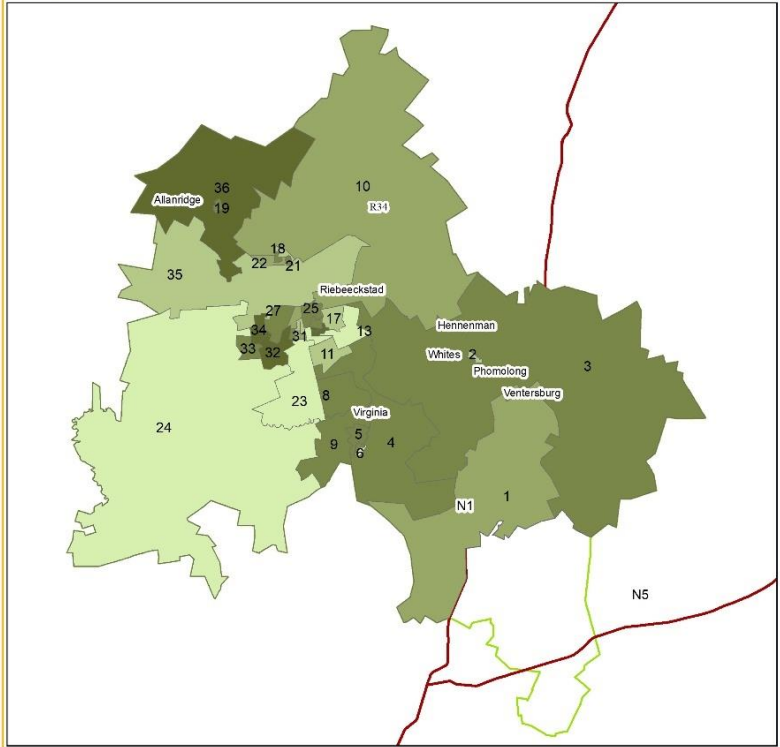 36
10
Allanridge
19
R34
18
22
21
35
Riebeeckstad
27
25
17
34
31
13
Hennenman
33
32
11
Whites
2
Phomolong
3
23
8
Ventersburg
24
Virginia
5
9
4
6
1
N1
N5